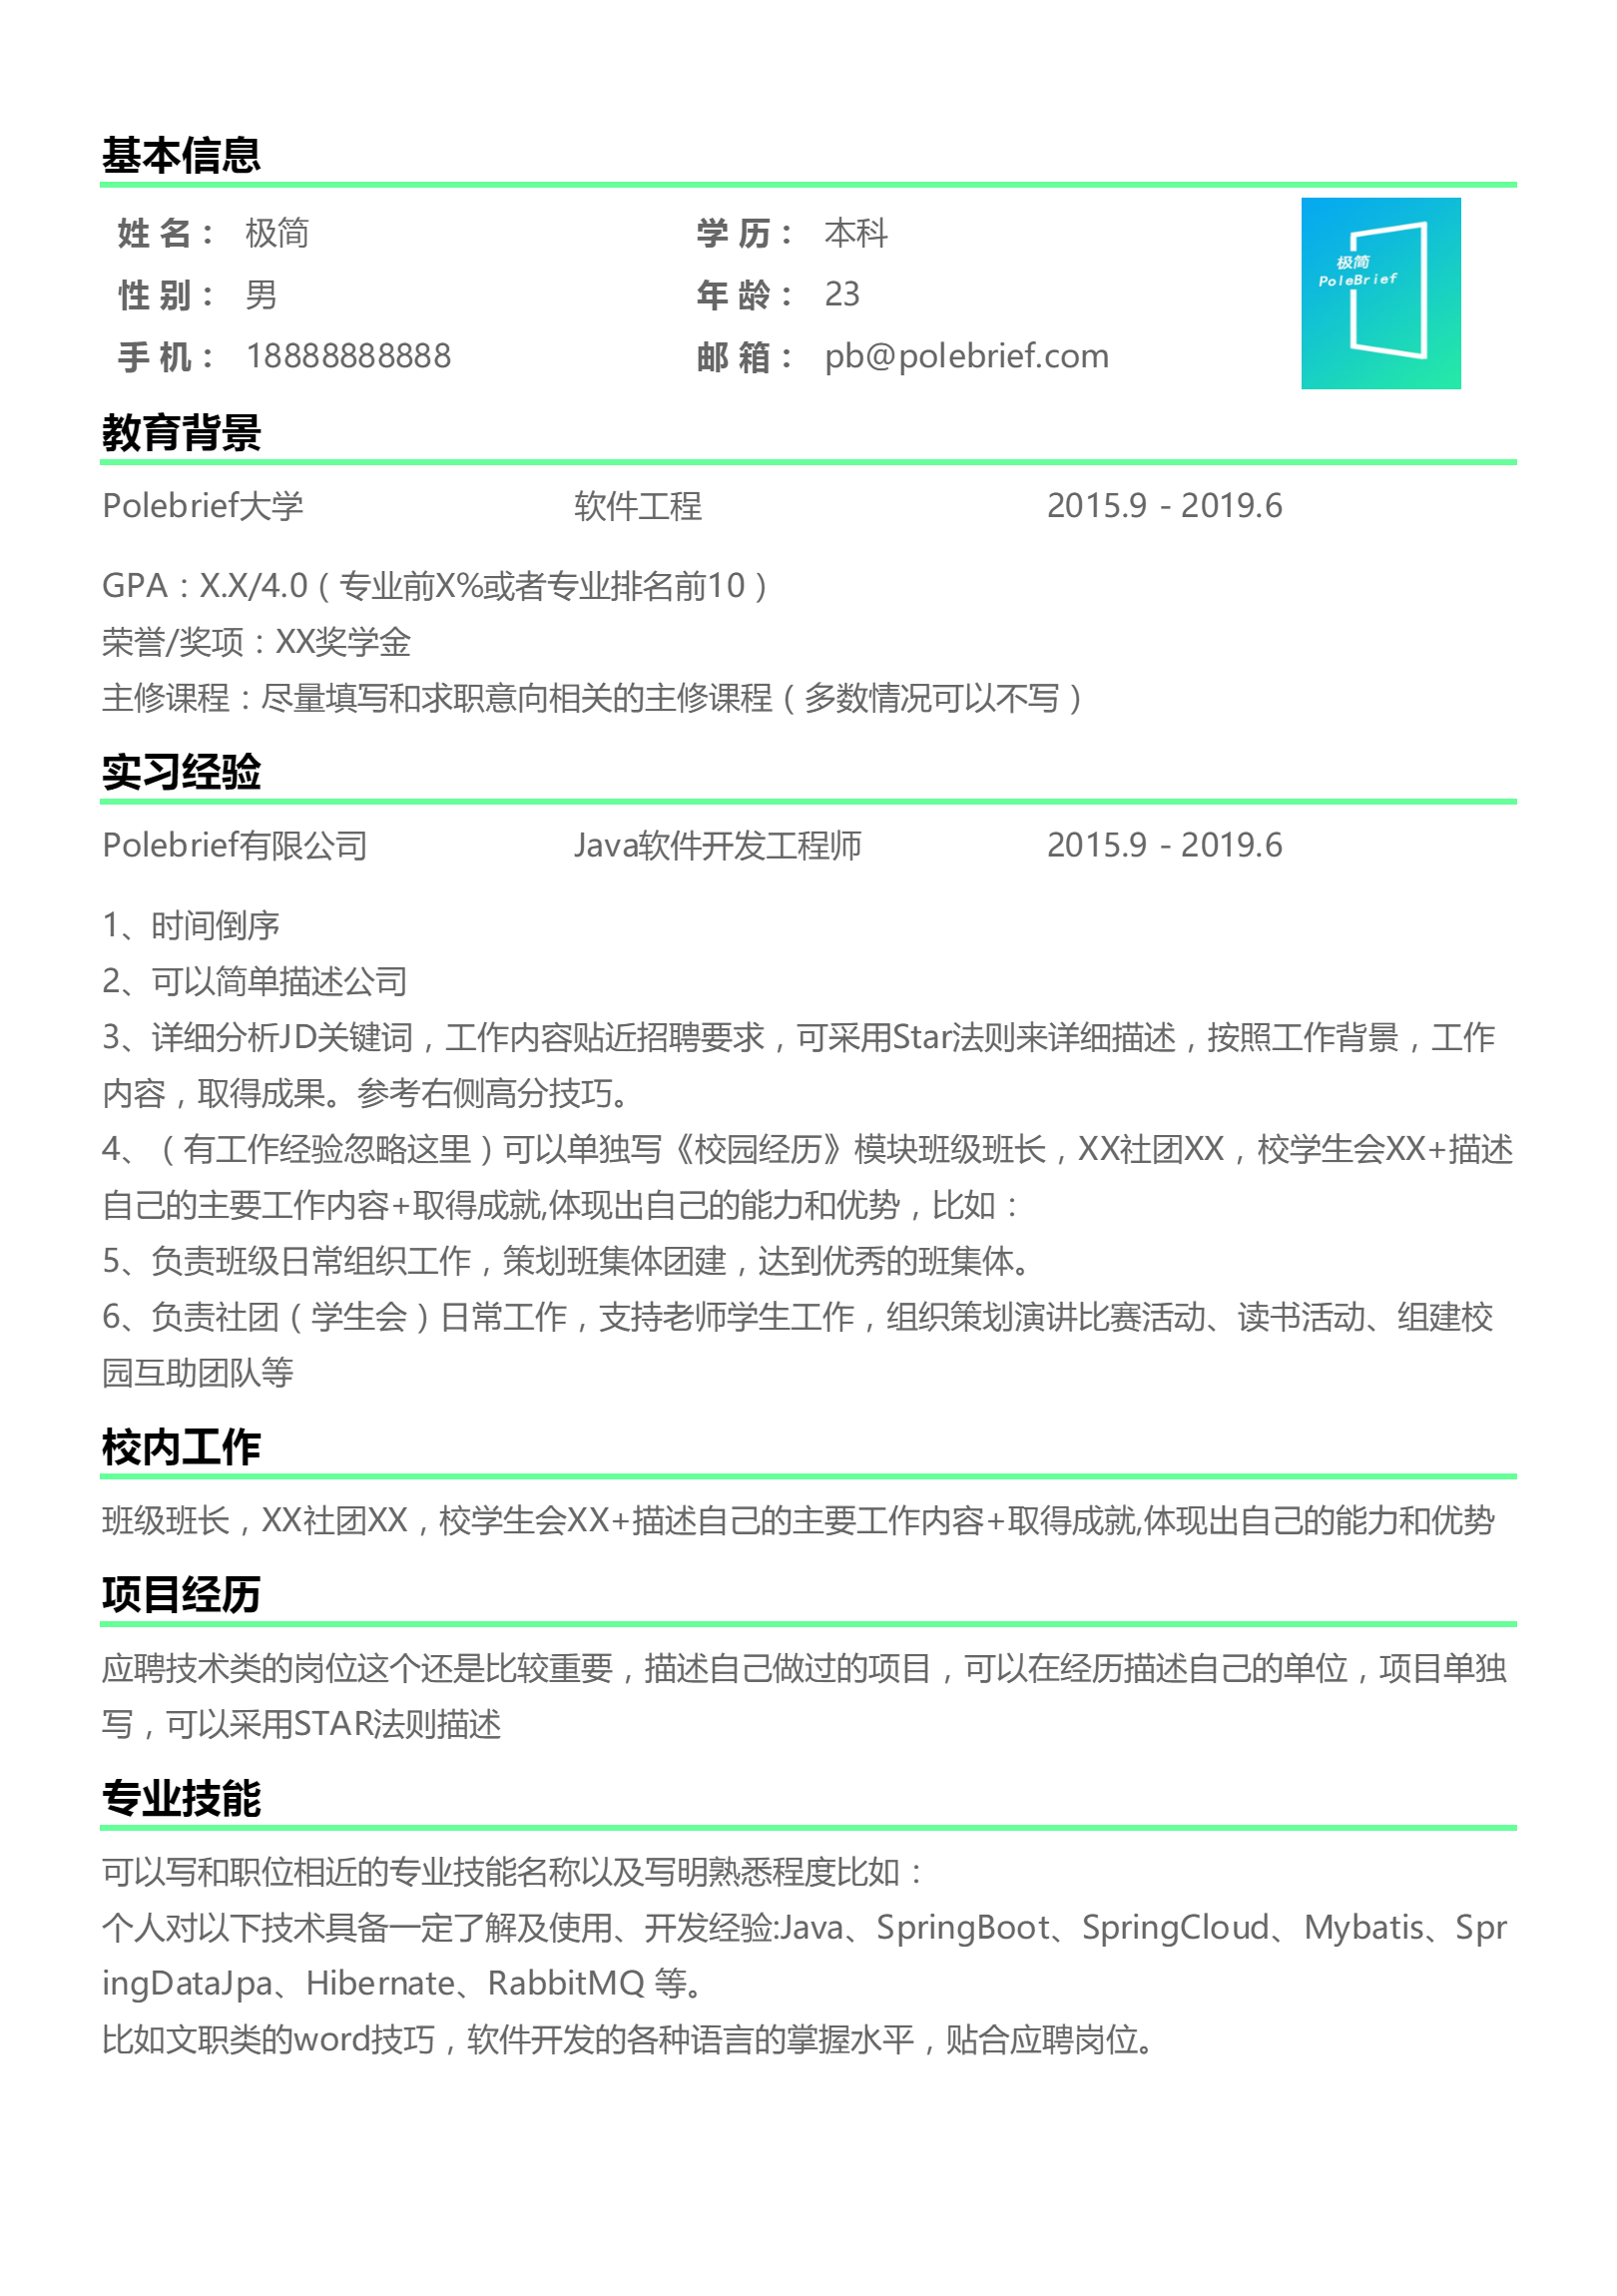 基本信息
姓 名： 极简 学 历： 本科
性 别： 男 年 龄： 23
手 机： 18888888888 邮 箱： pb@polebrief.com
极简
PoleBrief
教育背景
Polebrief大学 软件工程 2015.9 - 2019.6
GPA：X.X/4.0（专业前X%或者专业排名前10）
荣誉/奖项：XX奖学金
主修课程：尽量填写和求职意向相关的主修课程（多数情况可以不写）
实习经验
Polebrief有限公司 Java软件开发工程师 2015.9 - 2019.6
1、时间倒序
2、可以简单描述公司
3、详细分析JD关键词，工作内容贴近招聘要求，可采用Star法则来详细描述，按照工作背景，工作
内容，取得成果。参考右侧高分技巧。
4、（有工作经验忽略这里）可以单独写《校园经历》模块班级班长，XX社团XX，校学生会XX+描述
自己的主要工作内容+取得成就,体现出自己的能力和优势，比如：
5、负责班级日常组织工作，策划班集体团建，达到优秀的班集体。
6、负责社团（学生会）日常工作，支持老师学生工作，组织策划演讲比赛活动、读书活动、组建校
园互助团队等
校内工作
班级班长，XX社团XX，校学生会XX+描述自己的主要工作内容+取得成就,体现出自己的能力和优势
项目经历
应聘技术类的岗位这个还是比较重要，描述自己做过的项目，可以在经历描述自己的单位，项目单独
写，可以采用STAR法则描述
专业技能
可以写和职位相近的专业技能名称以及写明熟悉程度比如：
个人对以下技术具备一定了解及使用、开发经验:Java、SpringBoot、SpringCloud、Mybatis、Spr
ingDataJpa、Hibernate、RabbitMQ 等。
比如文职类的word技巧，软件开发的各种语言的掌握水平，贴合应聘岗位。